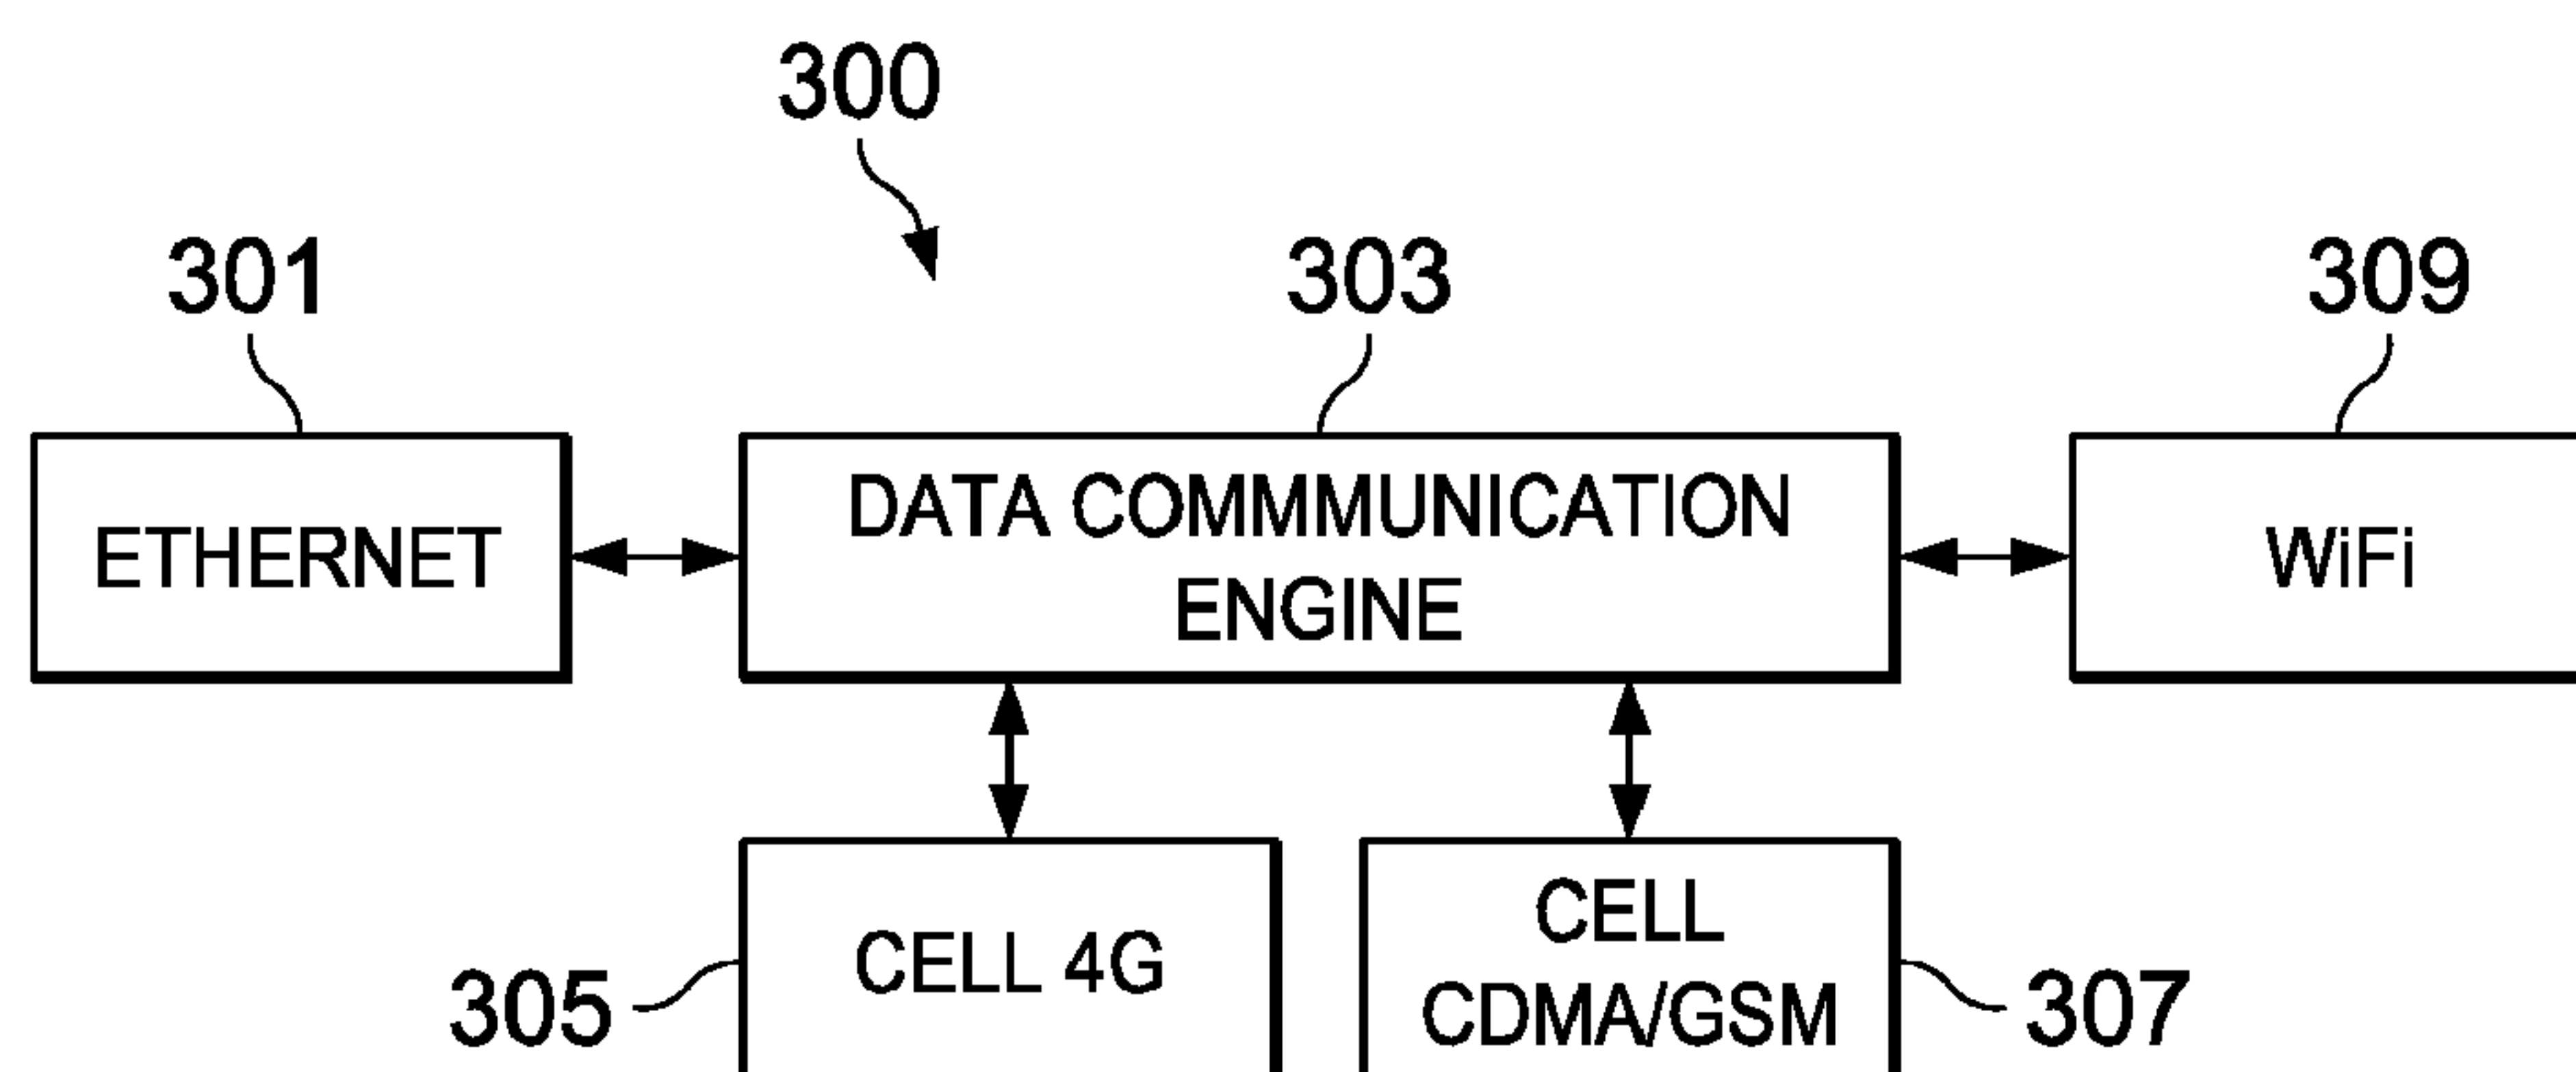 300
301
303
309
ETHERNET
DATA COMMMUNICATION
ENGINE
WiFi
305
CELL 4G
CELL
CDMA/GSM
307